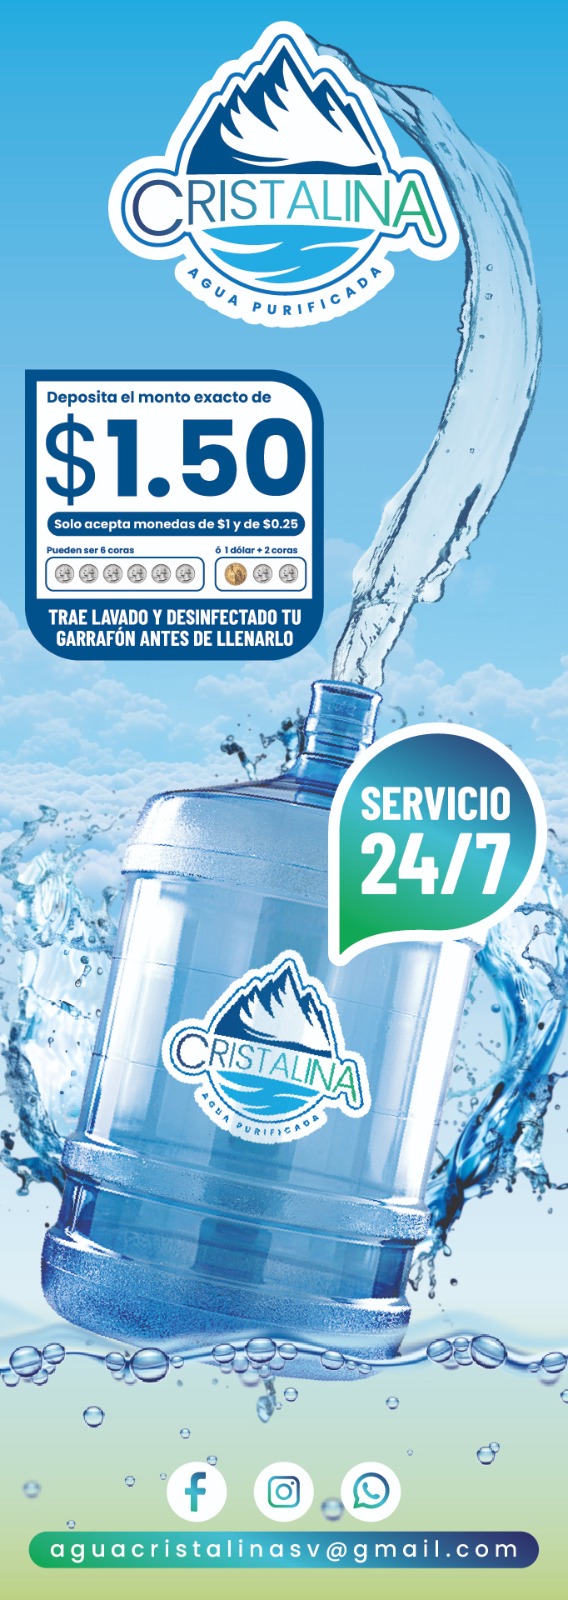 CRISTALINA
AGUA PURIFICADA
Deposita el monto exacto de
$1.50
Solo acepta monedas de $1 y de $0.25
Pueden ser 6 coras
ó 1 dólar + 2 coras
TRAE LAVADO Y DESINFECTADO TU
GARRAFÓN ANTES DE LLENARLO
SERVICIO
24/7
CRISTALINA
AGUA PURIFICADA
aguacristalinasv@gmail.com